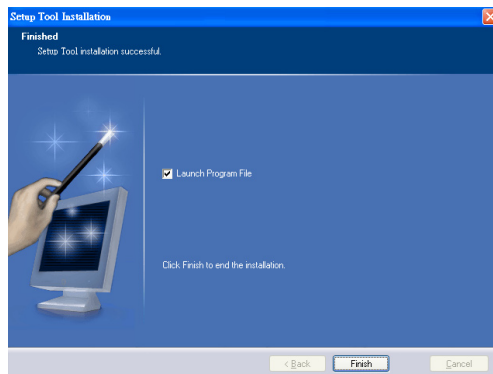 Setup Tool Installation
Finished
Setup Tool installation successful.
Launch Program File
Click Finish to end the installation.
< Back
Finish
Cancel